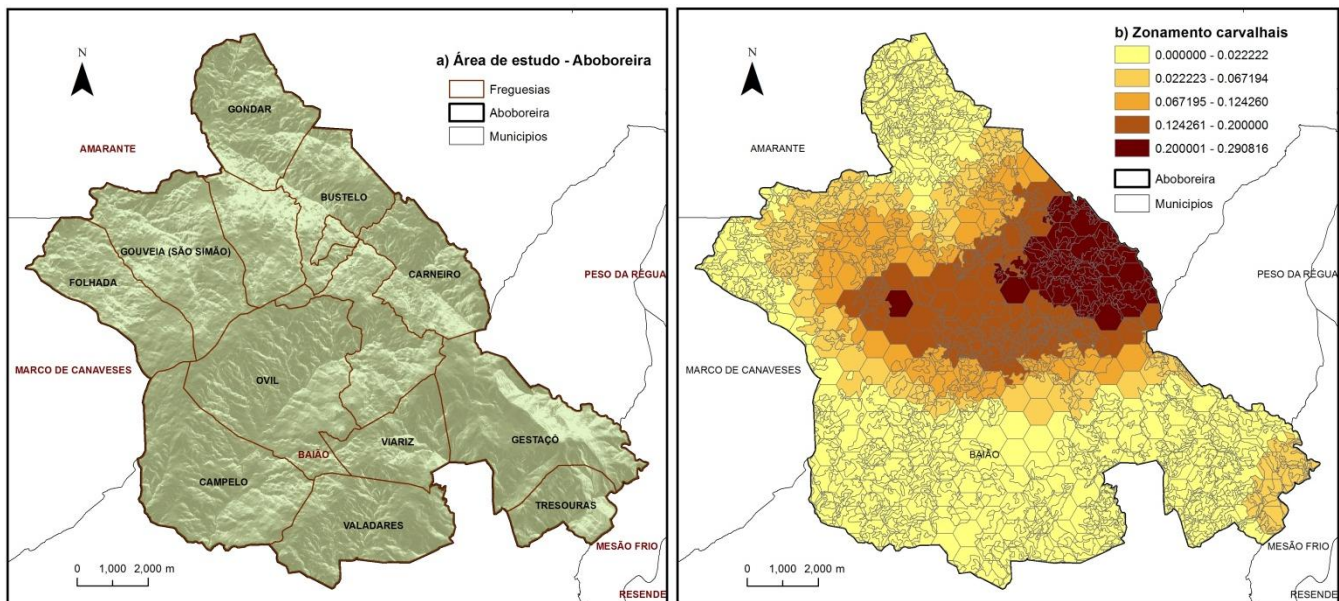 a) Área de estudo - Aboboreira
N
Freguesias
Aboboreira
Municipios
GONDAR
AMARANTE
BUSTELO
GOUVEIA (SÃO SIMÃO)
CARNEIRO
FOLHADA
PESO DA RÉGUA
MARCO DE CANAVESES
OVIL
VIARIZ
GESTAÇÔ
BAIÃO
CAMPELO
TRESOURAS
VALADARES
MESÃO FRIO
0 1,000 2,000 m
RESENDE
b) Zonamento carvalhais
N
0.000000 - 0.022222
0.022223 - 0.067194
0.067195 - 0.124260
0.124261 - 0.200000
0.200001 - 0.290816
Aboboreira
Municipios
AMARANTE
PESO DA RÉGUA
MARCO DE CANAVESES
BAIÃO
MESÃO FRIO
0 1,000 2,000 m
RESENDE